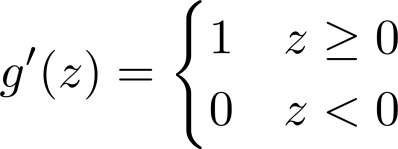 g′(z) = { 1 z ≥ 0
0 z < 0